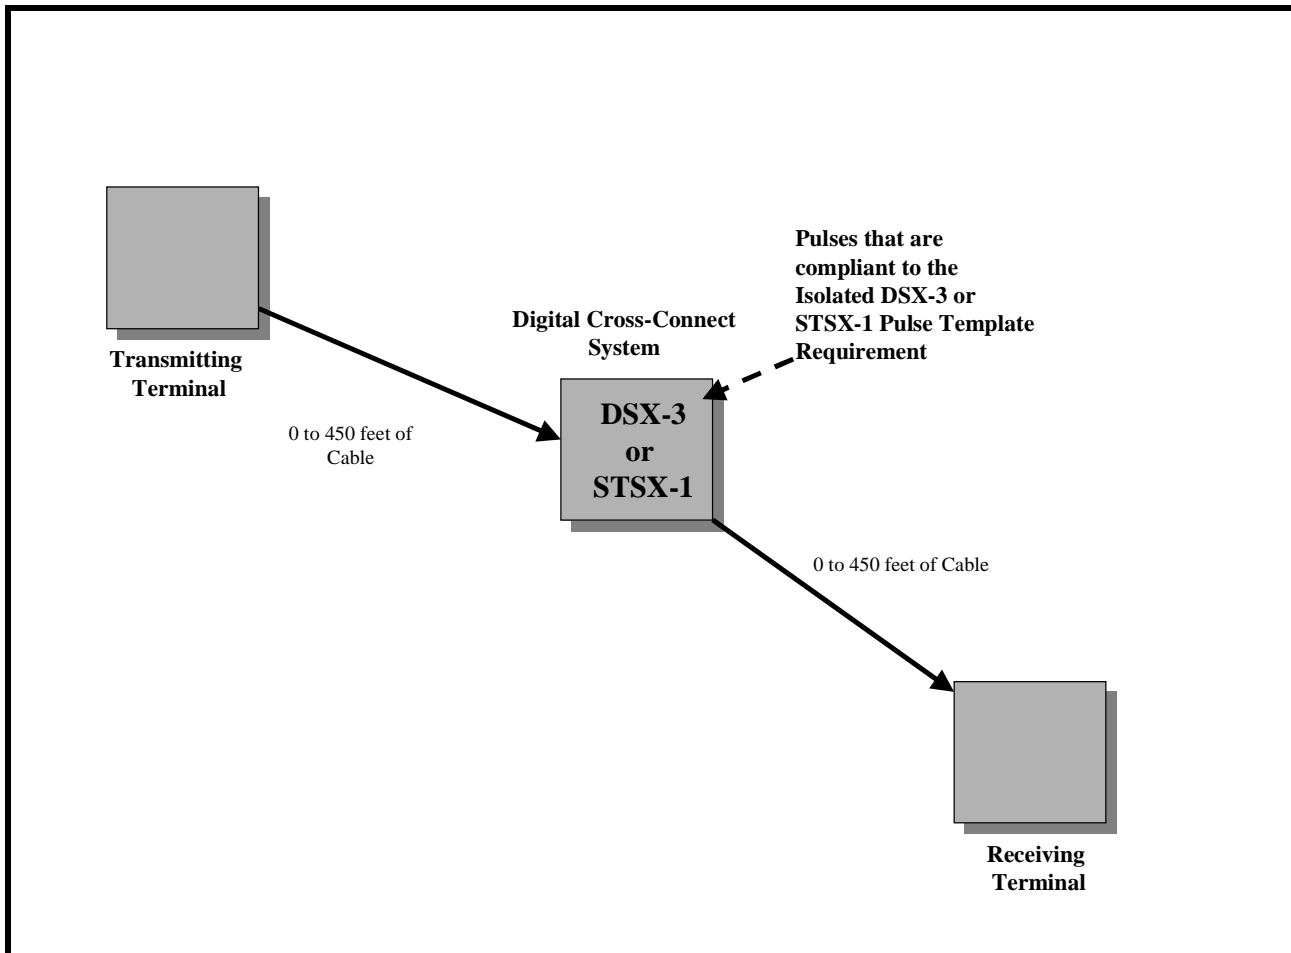 Transmitting
Terminal
0 to 450 feet of
Cable
Digital Cross-Connect
System
DSX-3
or
STSX-1
Pulses that are
compliant to the
Isolated DSX-3 or
STSX-1 Pulse Template
Requirement
0 to 450 feet of Cable
Receiving
Terminal